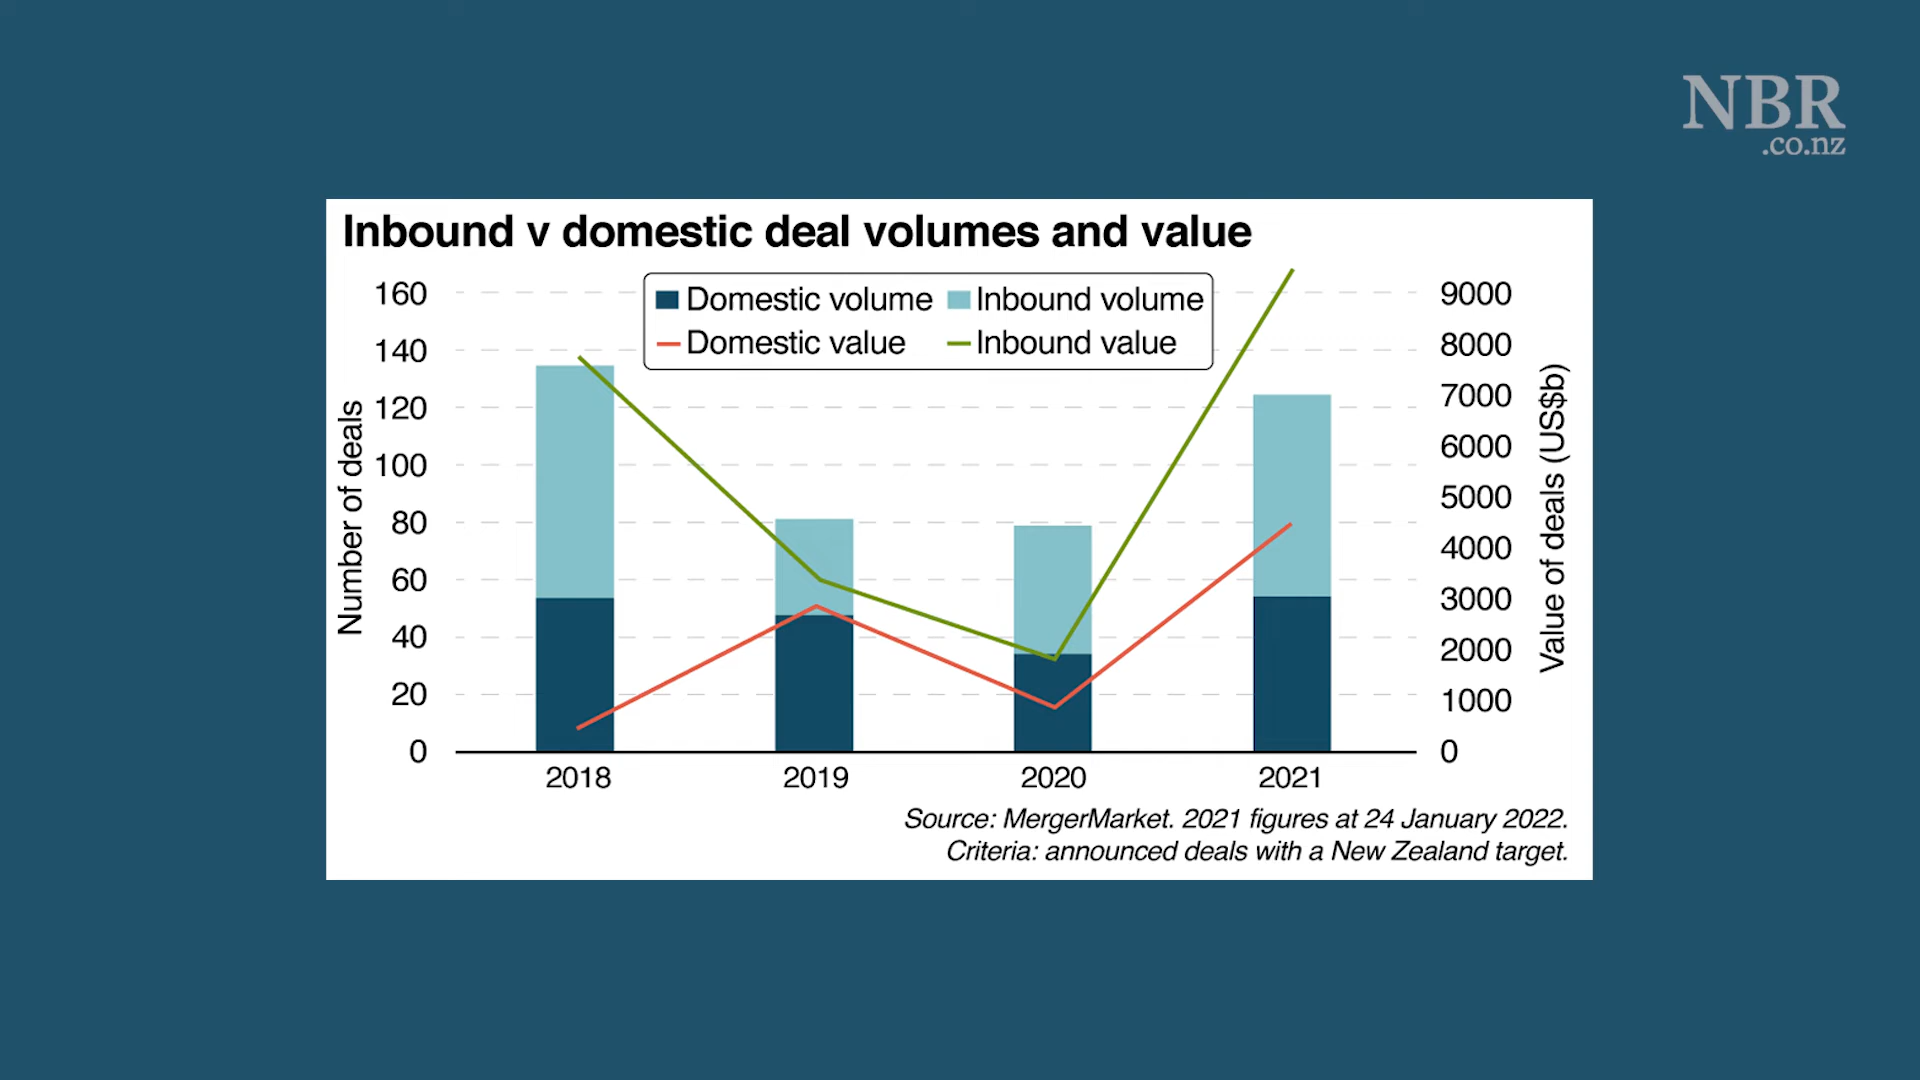 NBR
.co.nz
Inbound v domestic deal volumes and value
Domestic volume
Inbound volume
Domestic value
Inbound value
Number of deals
160
140
120
100
80
60
40
20
0
9000
8000
7000
6000
5000
4000
3000
2000
1000
0
Value of deals (US$b)
2018
2019
2020
2021
Source: MergerMarket. 2021 figures at 24 January 2022.
Criteria: announced deals with a New Zealand target.